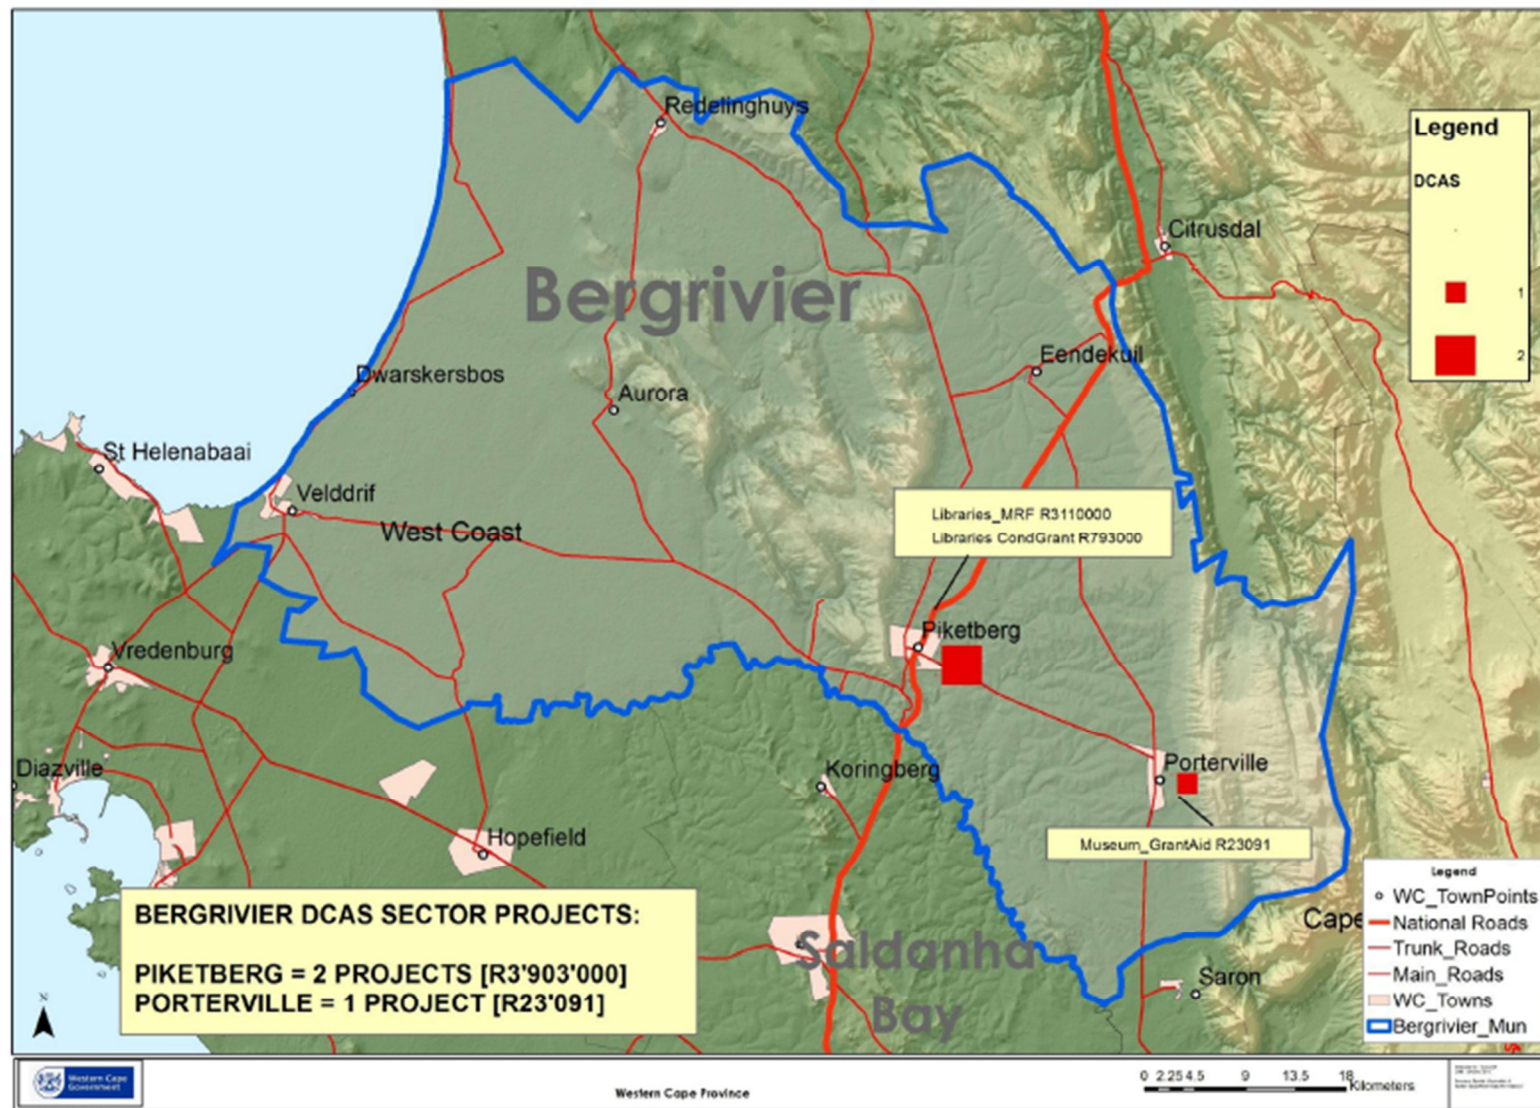 Redelinghuys
Legend
DCAS
1
2
Citrusdal
Bergrivier
Eendekuil
Dwarskersbos
Aurora
St Helenabaai
Velddrif
West Coast
Libraries_MRF R3110000
Libraries CondGrant R793000
Piketberg
Vredenburg
Porterville
Diazville
Koringberg
Hopefield
Museum_GrantAid R23091
BERGRIVIER DCAS SECTOR PROJECTS:
PIKETBERG = 2 PROJECTS [R3'903'000]
PORTERVILLE = 1 PROJECT [R23'091]
Saldanha
Bay
Cape
Saron
Legend
WC_TownPoints
National Roads
Trunk_Roads
Main_Roads
WC_Towns
Bergrivier_Mun
N
Western Cape
Government
Western Cape Province
0 2.25 4.5 9 13.5 18
Kilometers